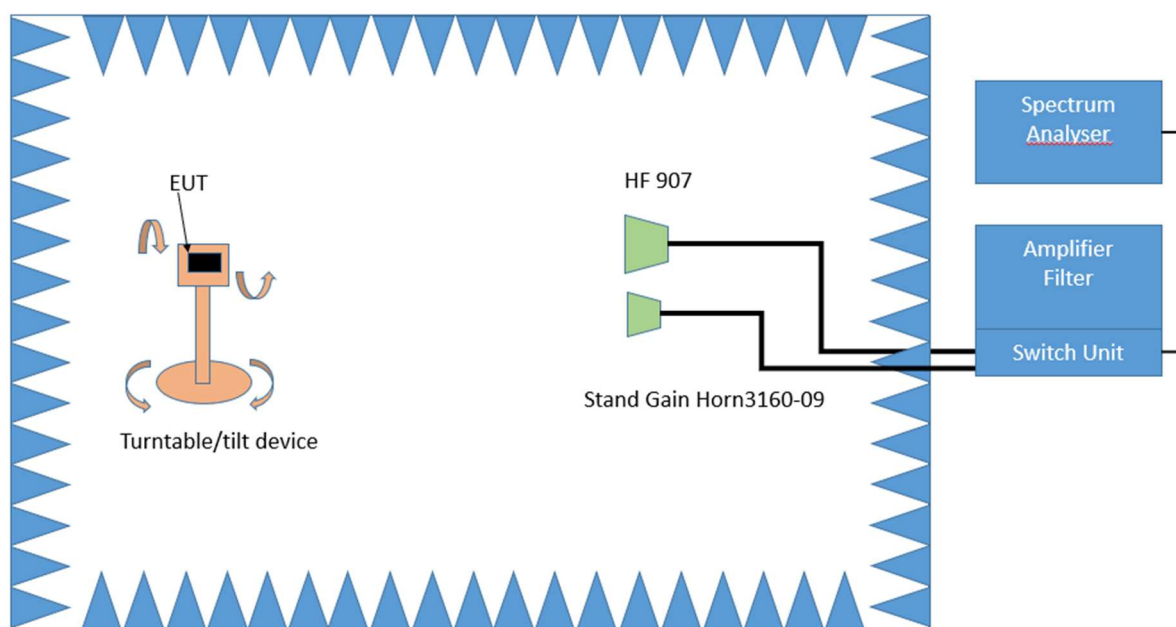 Spectrum
Analyser
EUT
HF 907
Amplifier
Filter
Switch Unit
Stand Gain Horn3160-09
Turntable/tilt device